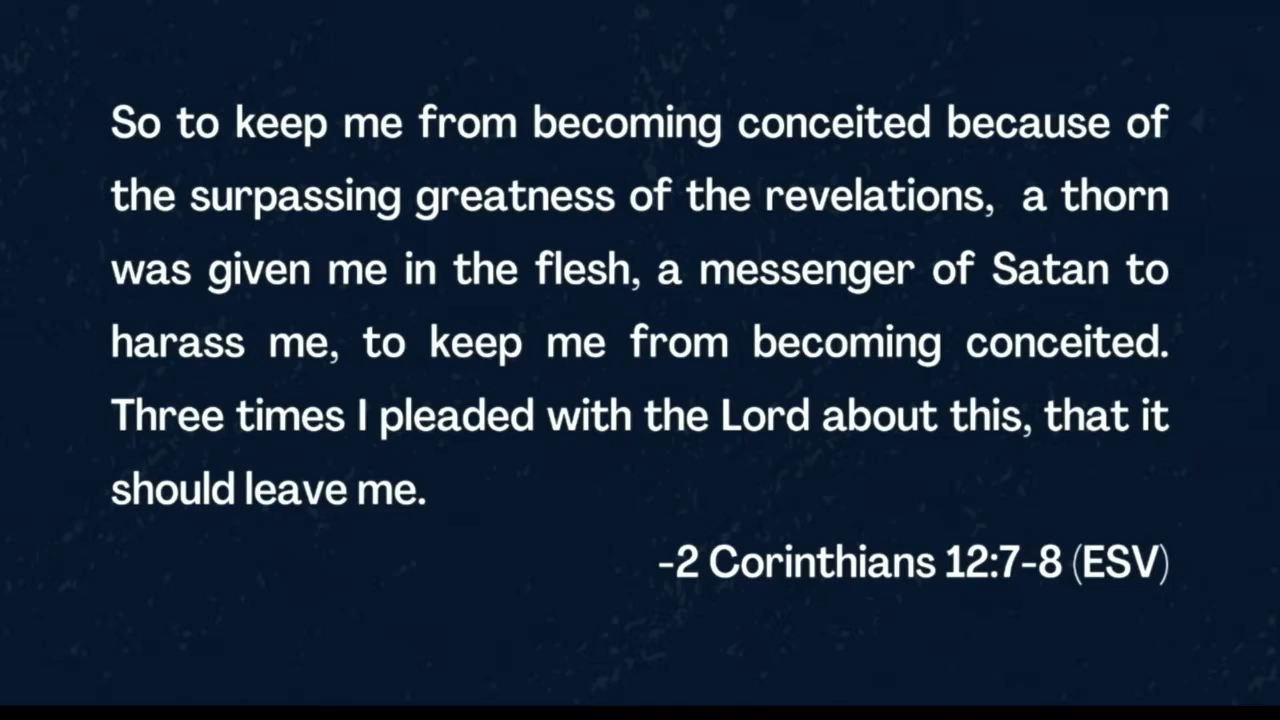 So to keep me from becoming conceited because of
the surpassing greatness of the revelations,  a thorn
was given me in the flesh, a messenger of Satan to
harass me, to keep me from becoming conceited.
Three times I pleaded with the Lord about this, that it
should leave me.
-2 Corinthians 12:7-8 (ESV)